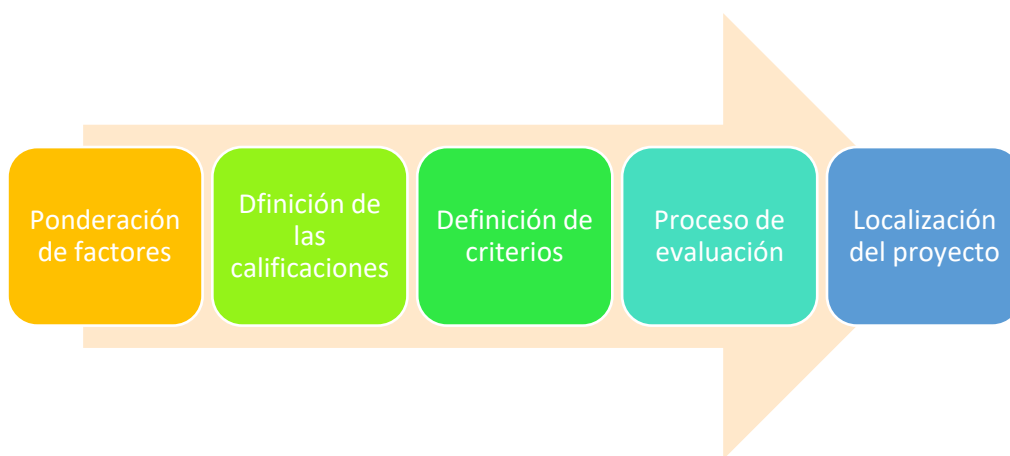 Ponderación
de factores
Dfinición de
las
calificaciones
Definición de
criterios
Proceso de
evaluación
Localización
del proyecto